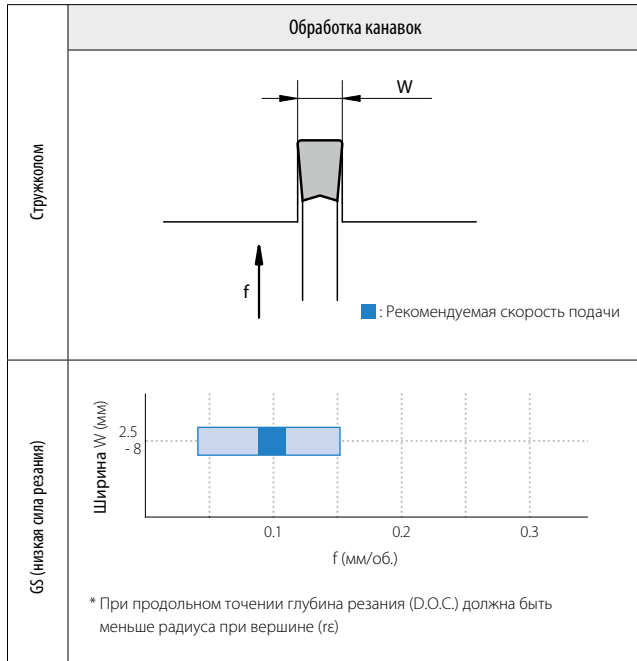 Обработка канавок
Стружколом
W
f
: Рекомендуемая скорость подачи
GS (низкая сила резания)
Ширина W (мм)
2.5
- 8
0.1 0.2 0.3
f (мм/об.)
* При продольном точении глубина резания (D.O.C.) должна быть
меньше радиуса при вершине (rε)